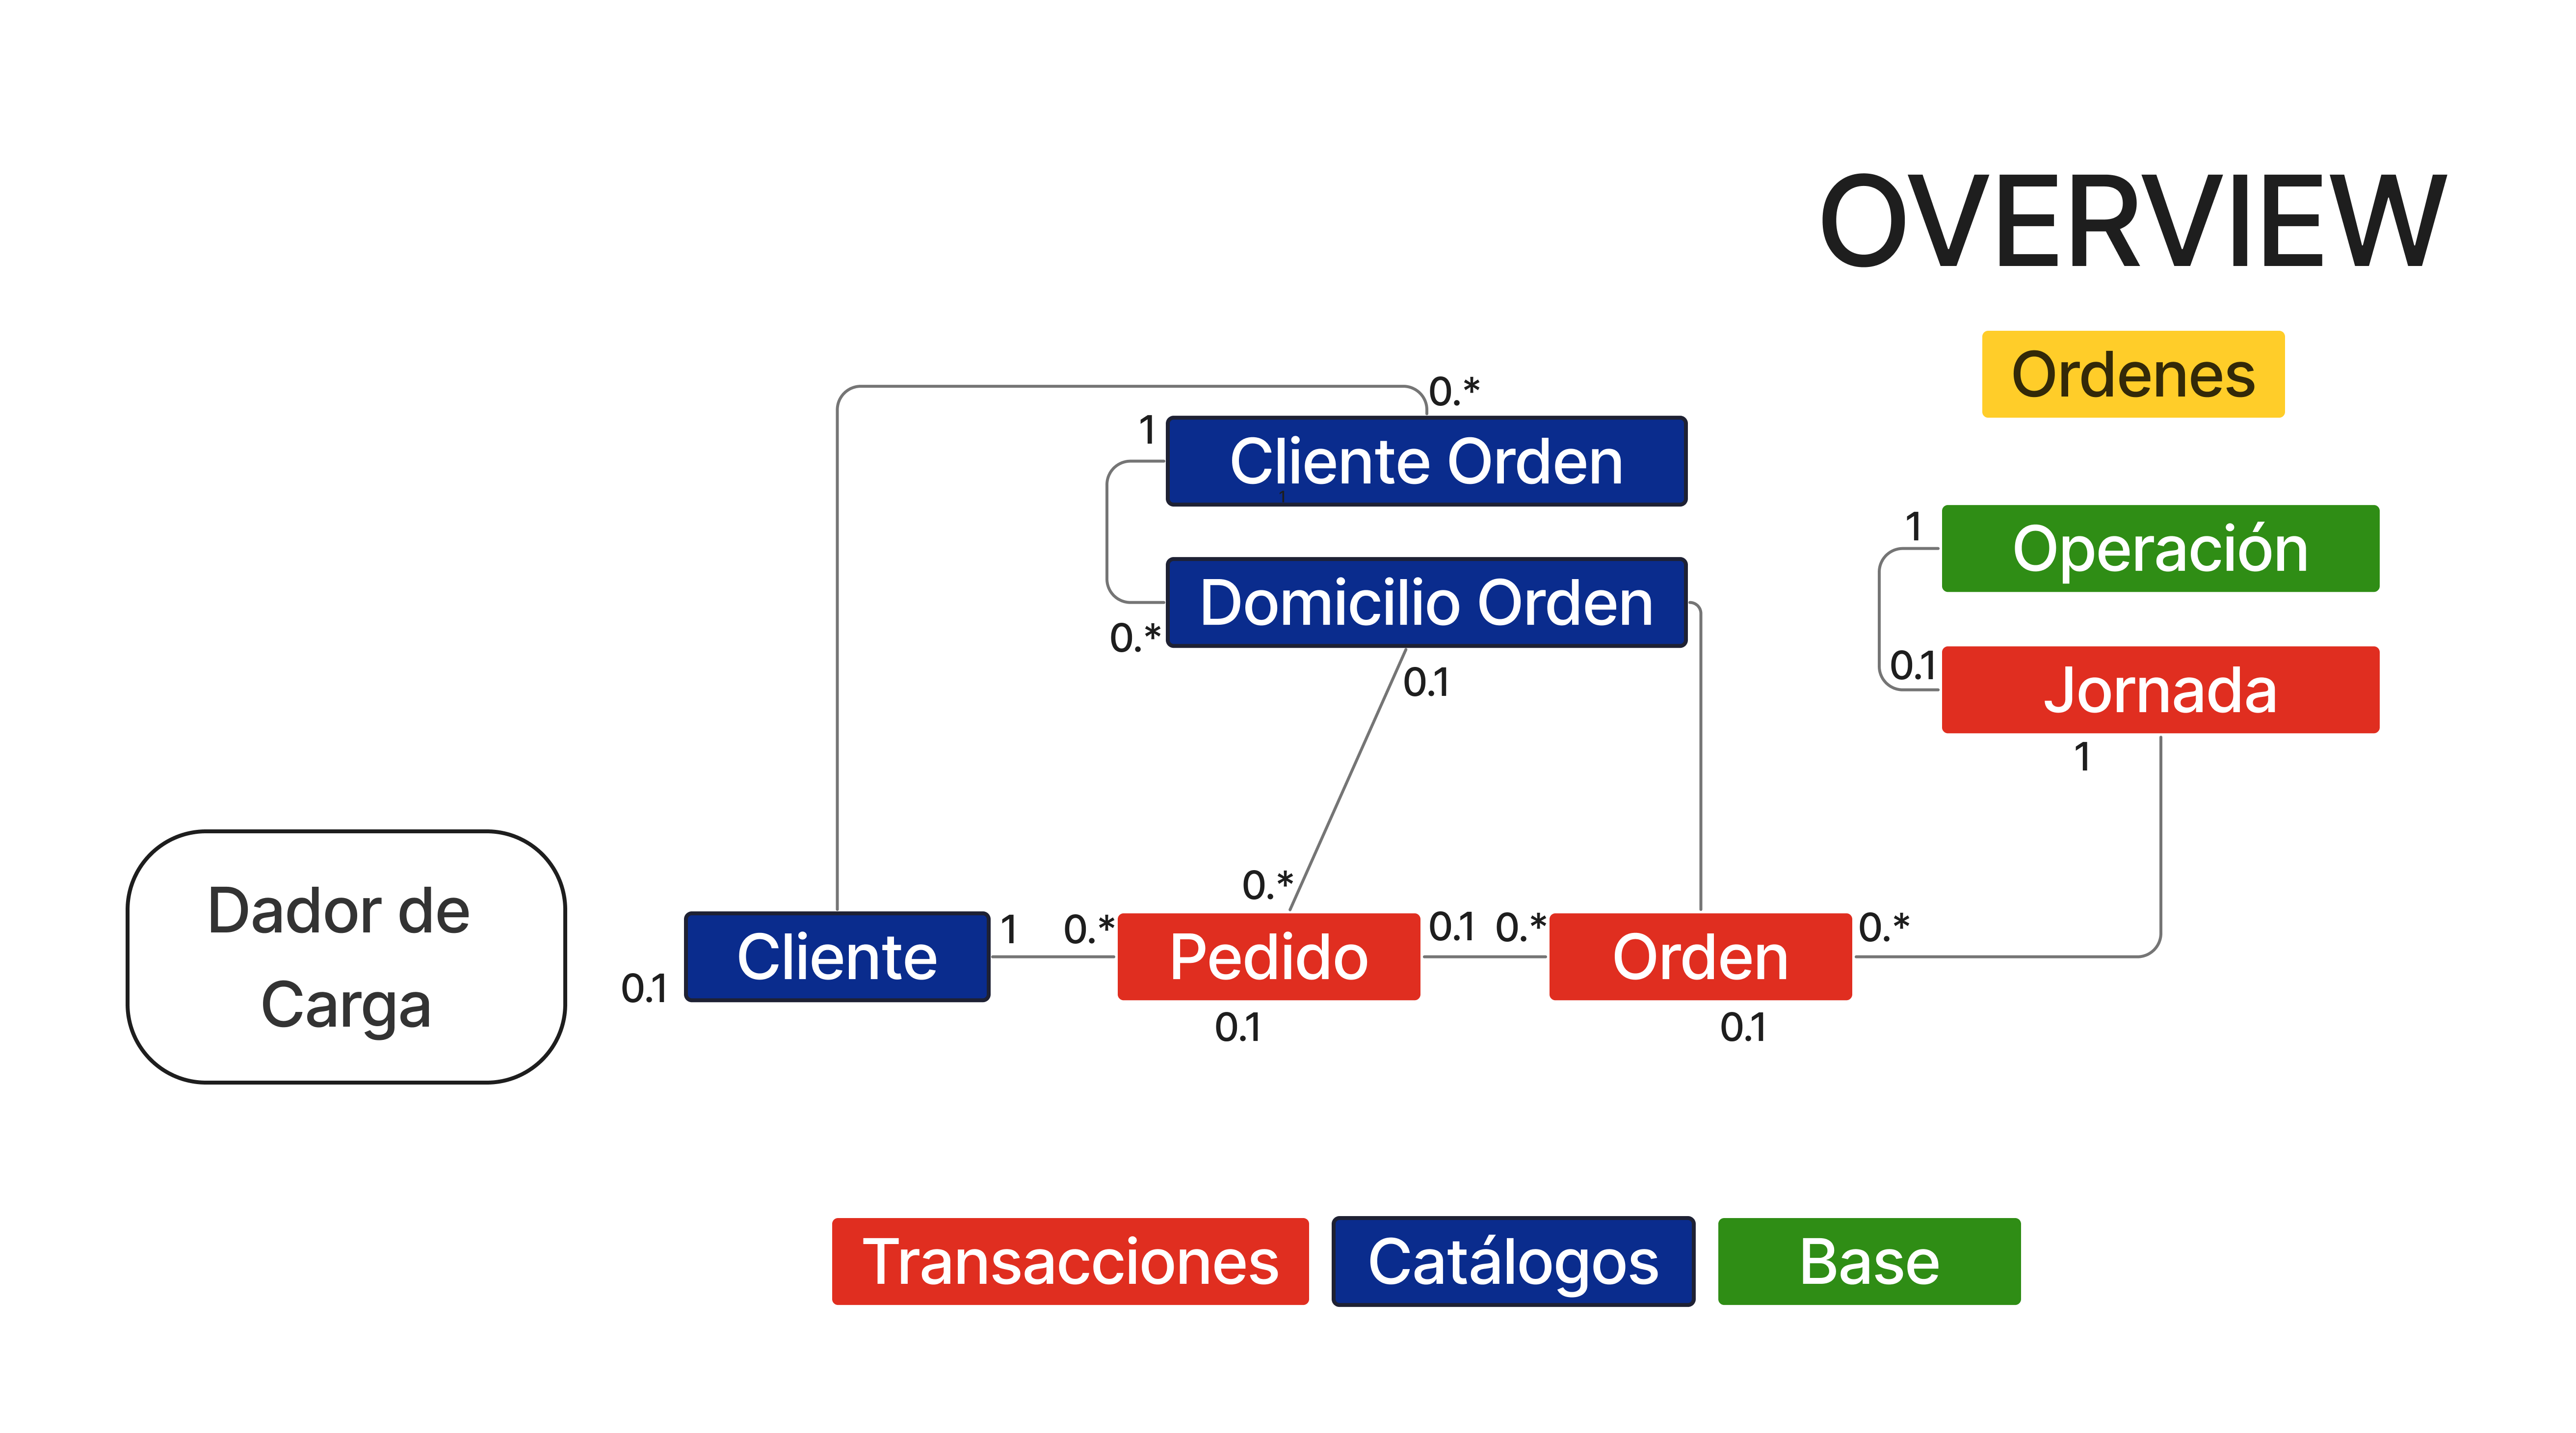 OVERVIEW
Ordenes
0.*
1
Cliente Orden
1
Domicilio Orden
0.*
0.1
1
Operación
0.1
Jornada
1
Dador de
Carga
0.1
Cliente
1
0.*
0.*
Pedido
0.1
0.1
0.*
Orden
0.*
0.1
Transacciones
Catálogos
Base